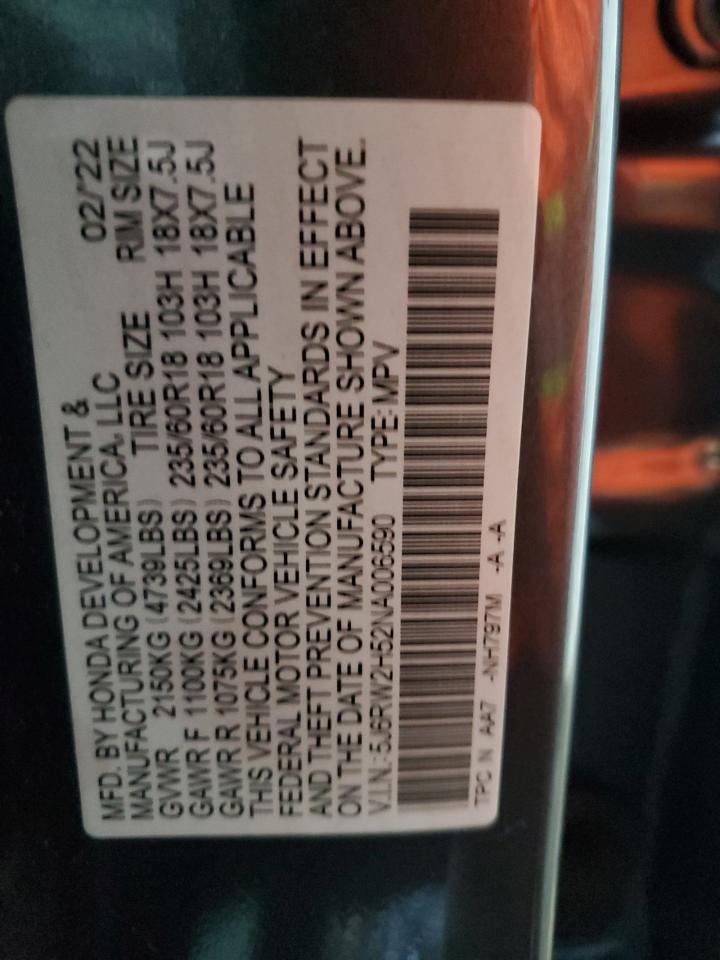 MFD. BY HONDA DEVELOPMENT & 02/'22
MANUFACTURING OF AMERICA, LLC
GVWR 2150KG (4739LBS) TIRE SIZE RIM SIZE
GAWR F 1100KG (2425LBS) 235/60R18 103H 18X7.5J
GAWR R 1075KG (2369LBS) 235/60R18 103H 18X7.5J
THIS VEHICLE CONFORMS TO ALL APPLICABLE
FEDERAL MOTOR VEHICLE SAFETY
AND THEFT PREVENTION STANDARDS IN EFFECT
ON THE DATE OF MANUFACTURE SHOWN ABOVE.
V.I.N.:5J6RW2H52NA006590 TYPE:MPV
TPC N AA7 -NH797M -A -A